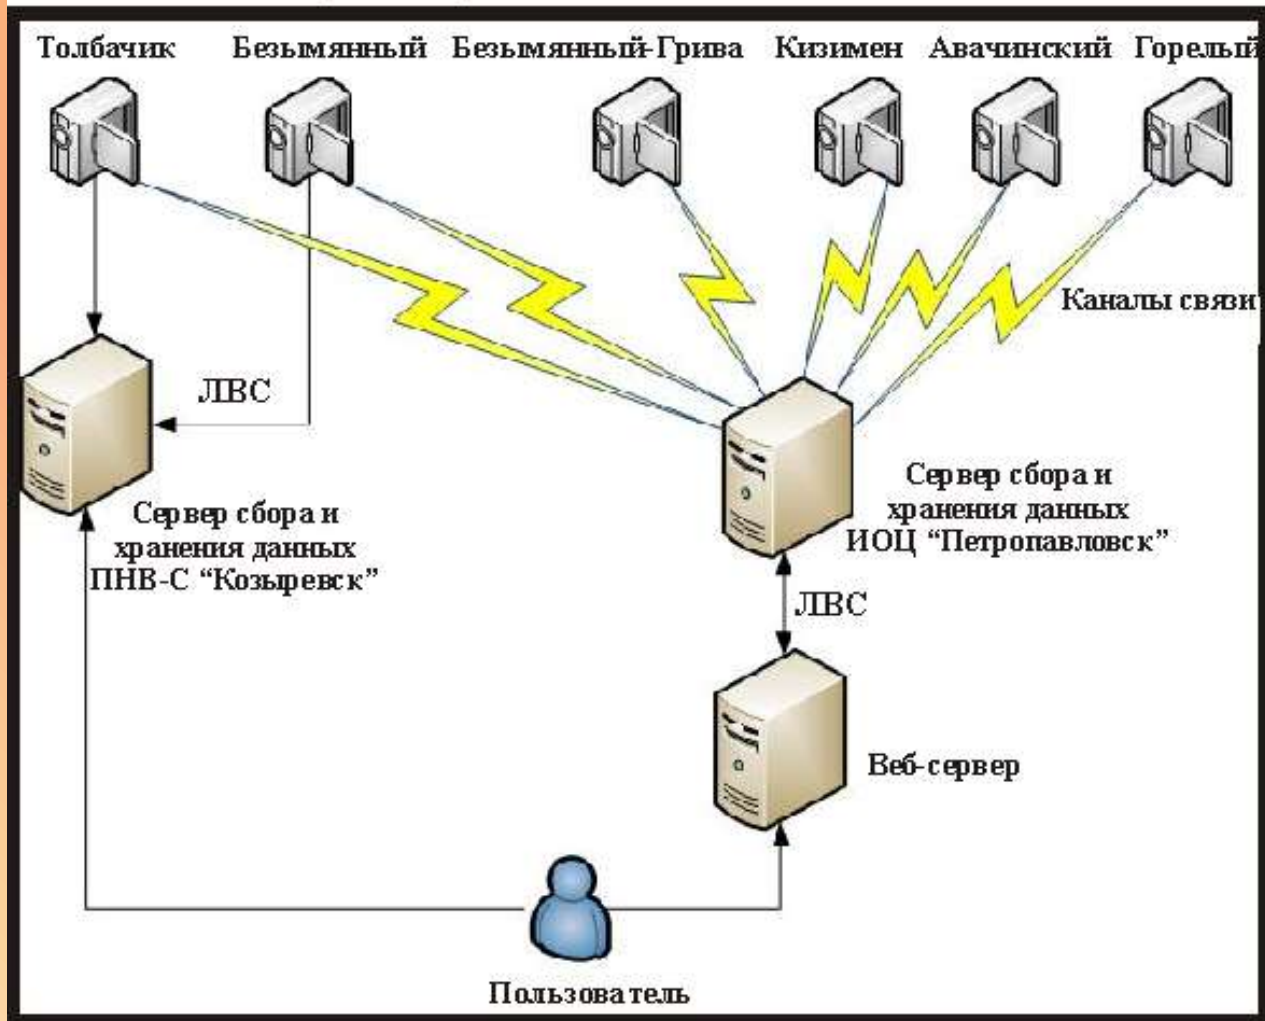 Толбачик
Безымянный
Безымянный-Грива
Кизимен
Авачинский
Горелый
Каналы связи
ЛВС
Сервер сбора и
хранения данных
ИОЦ “Петропавловск”
Сервер сбора и
хранения данных
ПНВ-С “Козыревск”
ЛВС
Веб-сервер
Пользователь